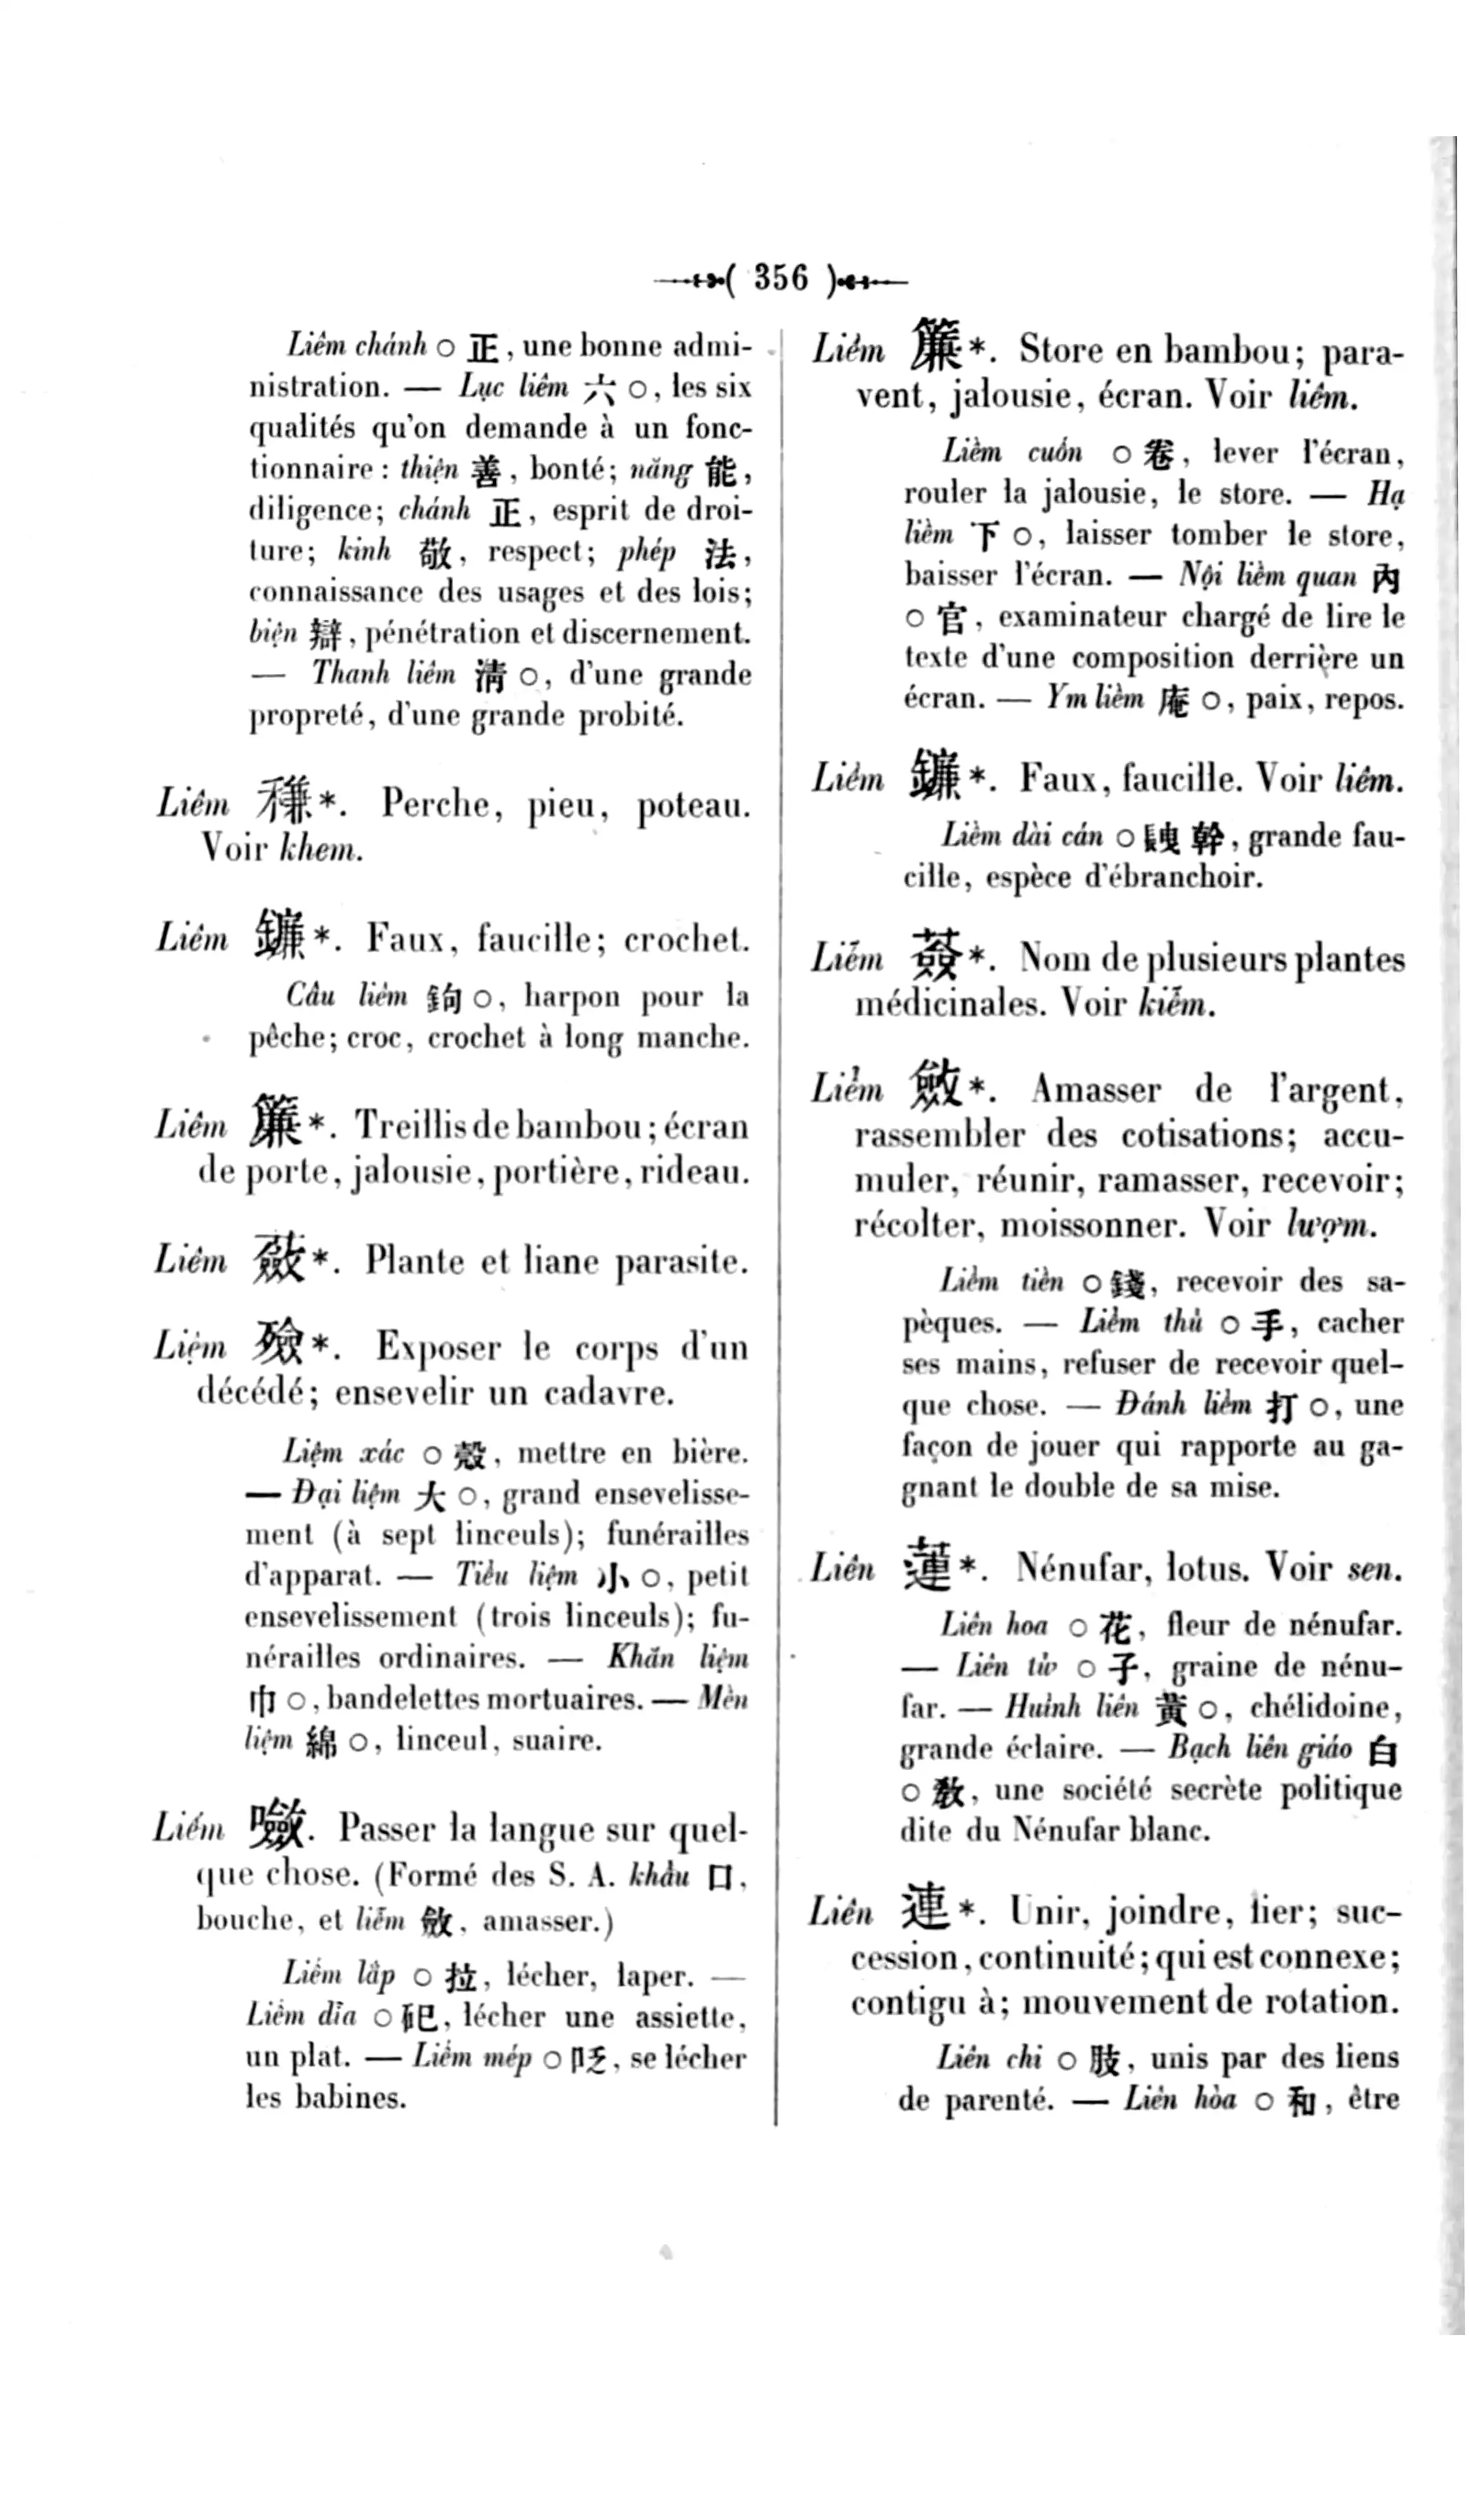 ( 356 )
Liêm chánh ○ 正, une bonne admi-
nistration. — Lục liêm 六 ○, les six
qualités qu'on demande à un fonc-
tionnaire : thiện 善, bonté; năng 能,
diligence; chánh 正, esprit de droi-
ture; kính 敬, respect; phép 法,
connaissance des usages et des lois;
biện 辯, pénétration et discernement.
— Thanh liêm 清 ○, d'une grande
propreté, d'une grande probité.
Liêm *. Perche, pieu, poteau.
Voir khem.
Liêm 鐮*. Faux, faucille; crochet.
Câu liêm 鉤 ○, harpon pour la
pêche; croc, crochet à long manche.
Liêm 簾*. Treillis de bambou; écran
de porte, jalousie, portière, rideau.
Liêm 蘞*. Plante et liane parasite.
Liệm 殮*. Exposer le corps d'un
décédé; ensevelir un cadavre.
Liệm xác ○ 殼, mettre en bière.
— Đại liệm 大 ○, grand ensevelisse-
ment (à sept linceuls); funérailles
d'apparat. — Tiểu liệm 小 ○, petit
ensevelissement (trois linceuls); fu-
nérailles ordinaires. — Khăn liệm
巾 ○, bandelettes mortuaires. — Mền
liệm 綿 ○, linceul, suaire.
Liếm 噞. Passer la langue sur quel-
que chose. (Formé des S. A. khẩu 口,
bouche, et liễm 斂, amasser.)
Liếm lấp ○ 拉, lécher, laper. —
Liếm dĩa ○, lécher une assiette,
un plat. — Liếm mép ○, se lécher
les babines.
Liềm 簾*. Store en bambou; para-
vent, jalousie, écran. Voir liêm.
Liềm cuốn ○ 卷, lever l'écran,
rouler la jalousie, le store. — Hạ
liềm 下 ○, laisser tomber le store,
baisser l'écran. — Nội liềm quan 內
○ 官, examinateur chargé de lire le
texte d'une composition derrière un
écran. — Ym liềm 庵 ○, paix, repos.
Liềm 鐮*. Faux, faucille. Voir liêm.
Liềm dài cán ○ 𨱽 幹, grande fau-
cille, espèce d'ébranchoir.
Liễm 薟*. Nom de plusieurs plantes
médicinales. Voir kiễm.
Liểm 斂*. Amasser de l'argent,
rassembler des cotisations; accu-
muler, réunir, ramasser, recevoir;
récolter, moissonner. Voir lượm.
Liểm tiền ○ 錢, recevoir des sa-
pèques. — Liểm thủ ○ 手, cacher
ses mains, refuser de recevoir quel-
que chose. — Đánh liểm 打 ○, une
façon de jouer qui rapporte au ga-
gnant le double de sa mise.
Liên 蓮*. Nénufar, lotus. Voir sen.
Liên hoa ○ 花, fleur de nénufar.
— Liên tử ○ 子, graine de nénu-
far. — Huình liên 黃 ○, chélidoine,
grande éclaire. — Bạch liên giáo 白
○ 教, une société secrète politique
dite du Nénufar blanc.
Liên 連*. Unir, joindre, lier; suc-
cession, continuité; qui est connexe;
contigu à; mouvement de rotation.
Liên chi ○ 肢, unis par des liens
de parenté. — Liên hòa ○ 和, être